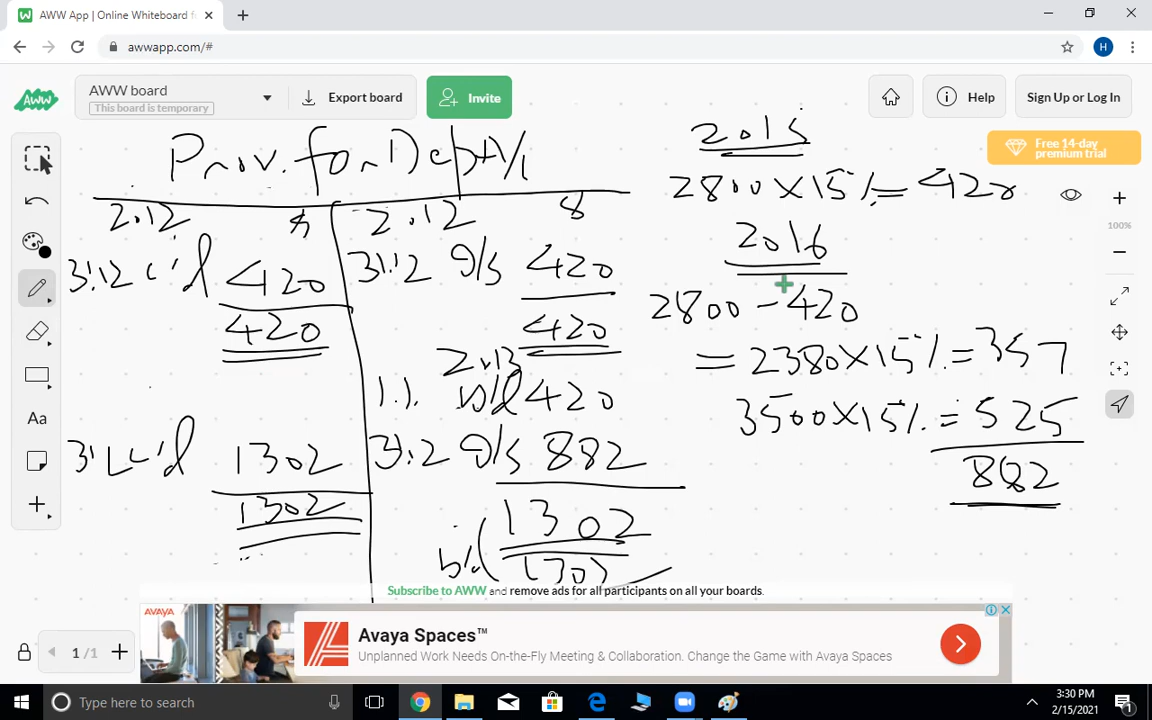 AWW App | Online Whiteboard f
awwapp.com/#
H
AWW
AWW board
This board is temporary
Export board
Invite
Help
Sign Up or Log In
Free 14-day
premium trial
100%
Aa
Prov. for Debt A/c
2012
2012
31.12 c/d 420
31.12 I/S 420
420
420
2013
1.1. b/d 420
c/d 1302
31.12 I/S 882
1302
1302
b/d
2015
2800 X 15% = 420
2016
2800 - 420
= 2380 X 15% = 357
3500 X 15% = 525
882
Subscribe to AWW and remove ads for all participants on all your boards.
AVAYA
Avaya Spaces™
Unplanned Work Needs On-the-Fly Meeting & Collaboration. Change the Game with Avaya Spaces
1 /1
Type here to search
3:30 PM
2/15/2021
1